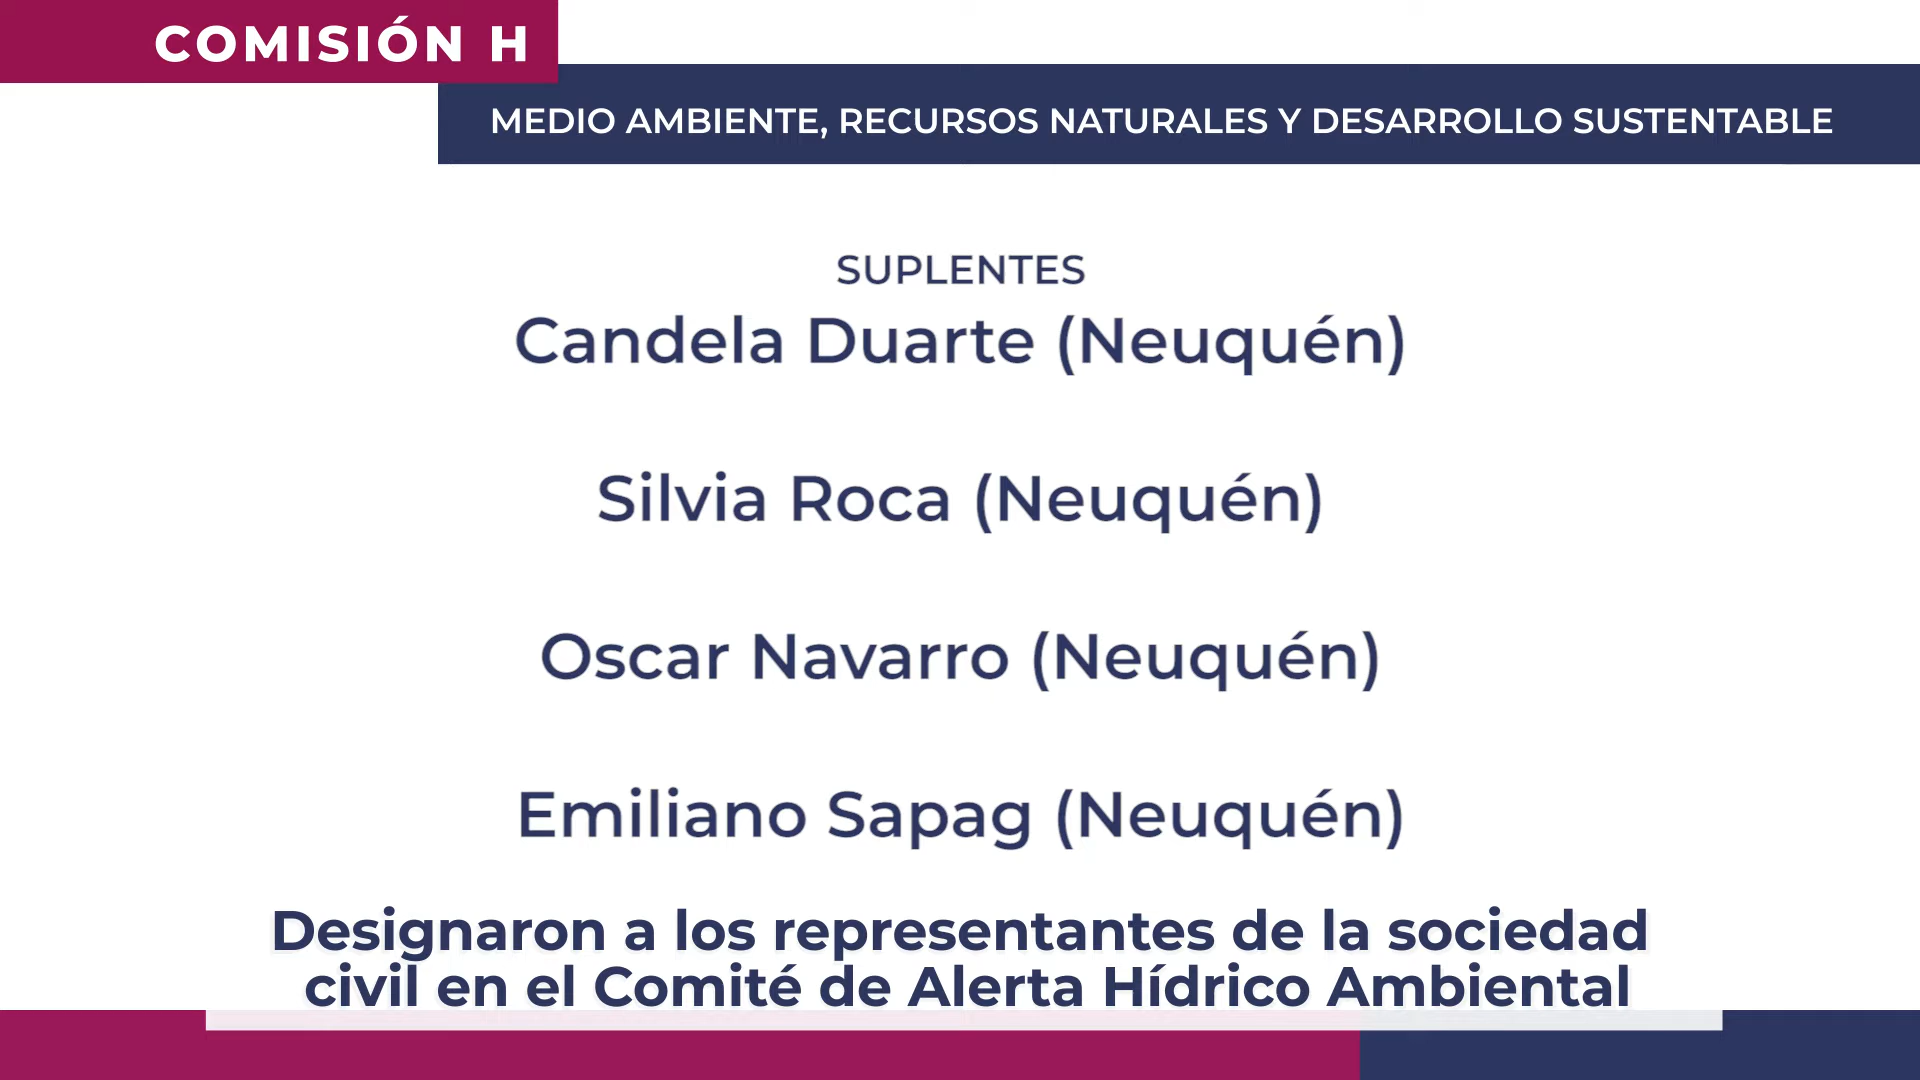 COMISIÓN H
MEDIO AMBIENTE, RECURSOS NATURALES Y DESARROLLO SUSTENTABLE
SUPLENTES
Candela Duarte (Neuquén)
Silvia Roca (Neuquén)
Oscar Navarro (Neuquén)
Emiliano Sapag (Neuquén)
Designaron a los representantes de la sociedad
civil en el Comité de Alerta Hídrico Ambiental